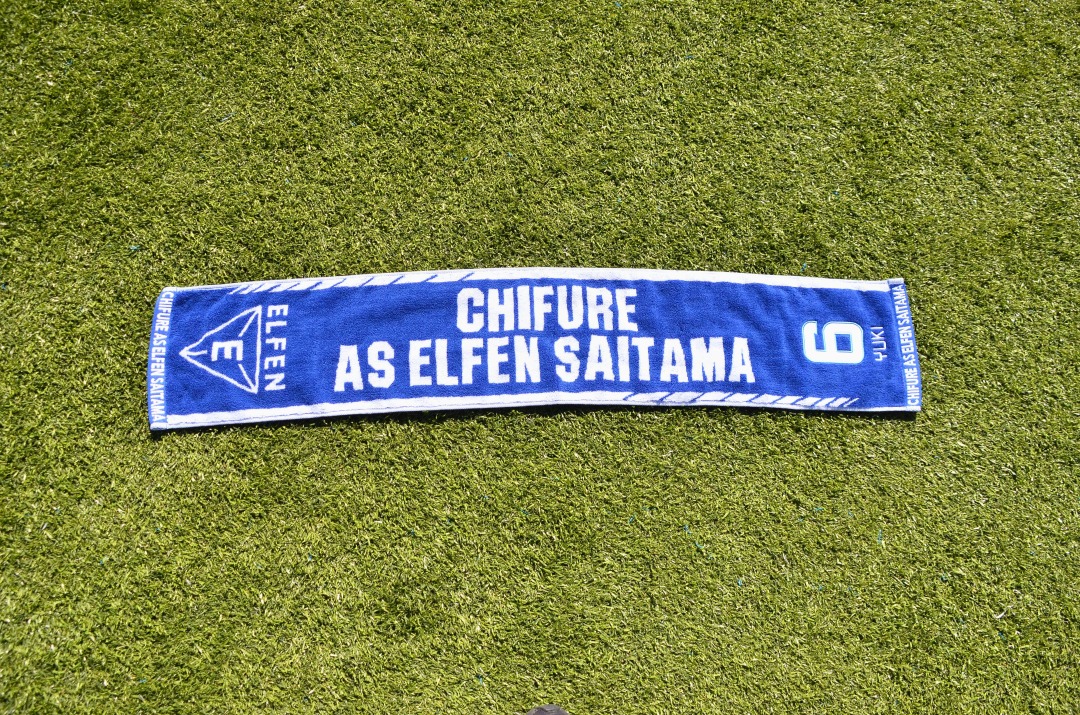 CHIFURE AS ELFEN SAITAMA
E
ELFEN
CHIFURE
AS ELFEN SAITAMA
6
YUKI
CHIFURE AS ELFEN SAITAMA